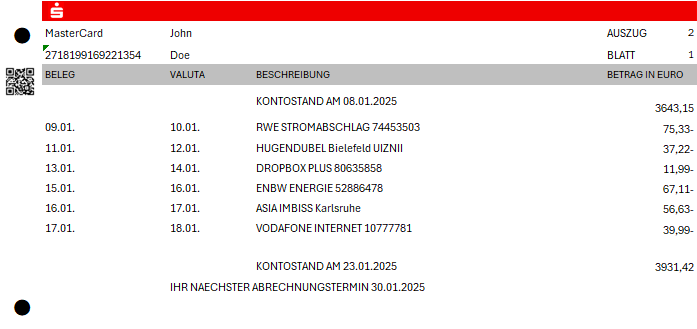 MasterCard John AUSZUG 2
2718199169221354 Doe BLATT 1
BELEG VALUTA BESCHREIBUNG BETRAG IN EURO
KONTOSTAND AM 08.01.2025 3643,15
09.01. 10.01. RWE STROMABSCHLAG 74453503 75,33-
11.01. 12.01. HUGENDUBEL Bielefeld UIZNII 37,22-
13.01. 14.01. DROPBOX PLUS 80635858 11,99-
15.01. 16.01. ENBW ENERGIE 52886478 67,11-
16.01. 17.01. ASIA IMBISS Karlsruhe 56,63-
17.01. 18.01. VODAFONE INTERNET 10777781 39,99-
KONTOSTAND AM 23.01.2025 3931,42
IHR NAECHSTER ABRECHNUNGSTERMIN 30.01.2025